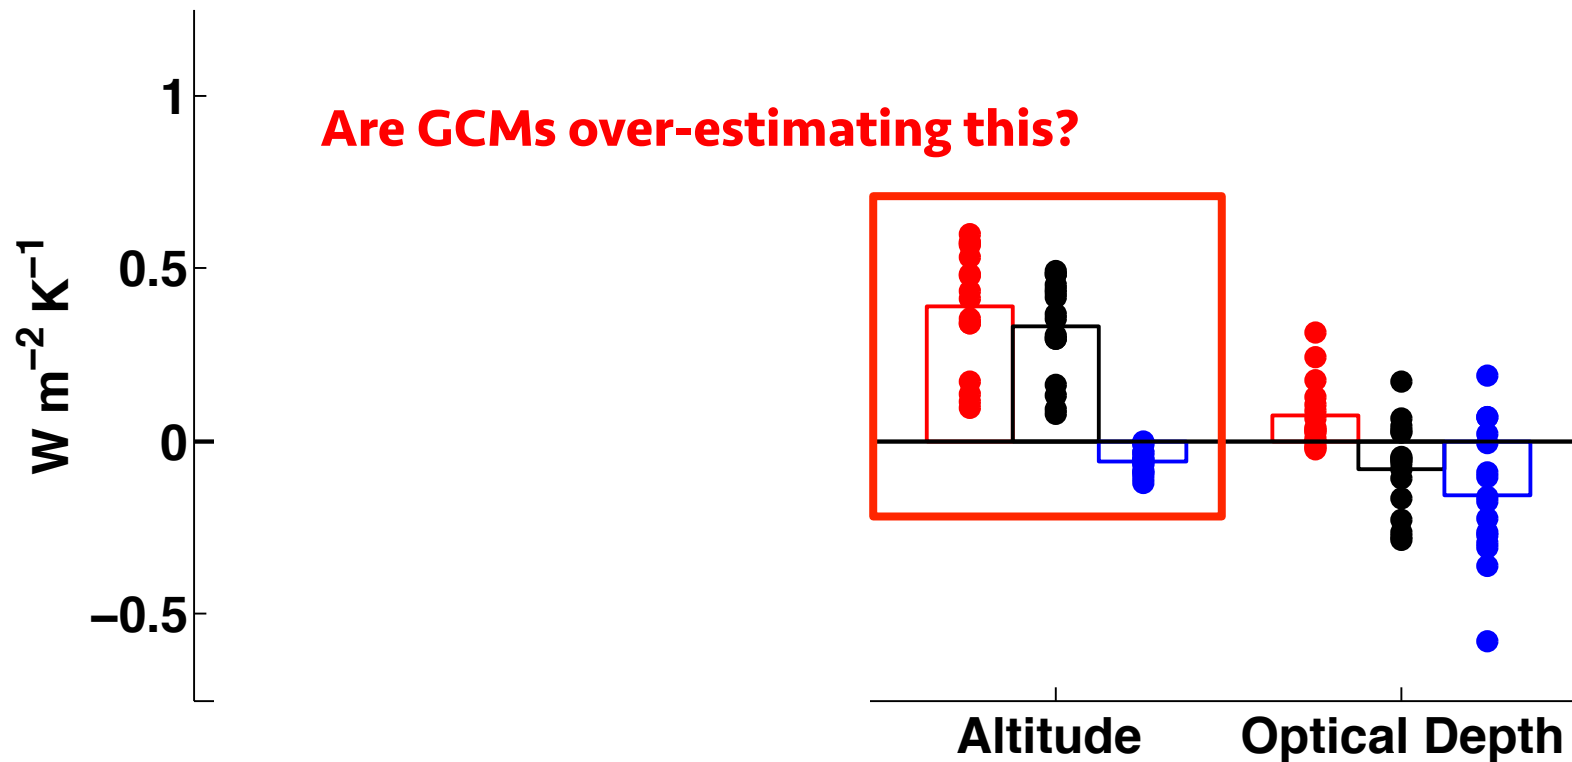 1
Are GCMs over-estimating this?
0.5
0
−0.5
W m−2 K−1
Altitude
Optical Depth